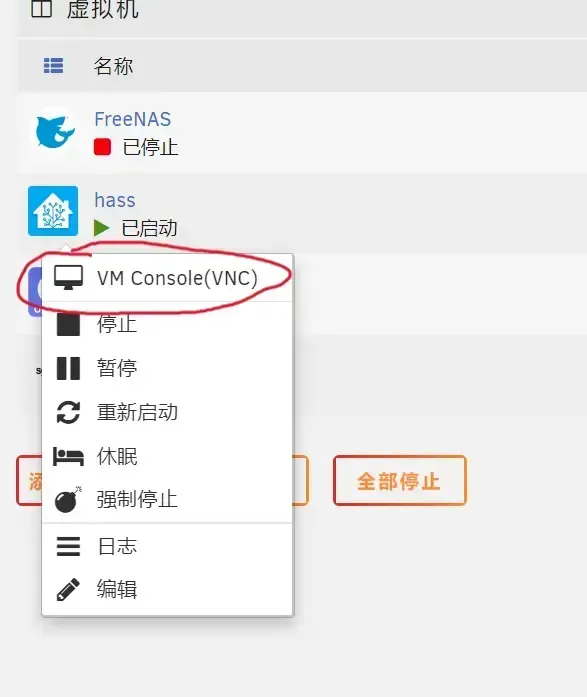 虚拟机
名称
FreeNAS
已停止
hass
已启动
VM Console(VNC)
停止
暂停
重新启动
休眠
强制停止
日志
编辑
添
全部停止